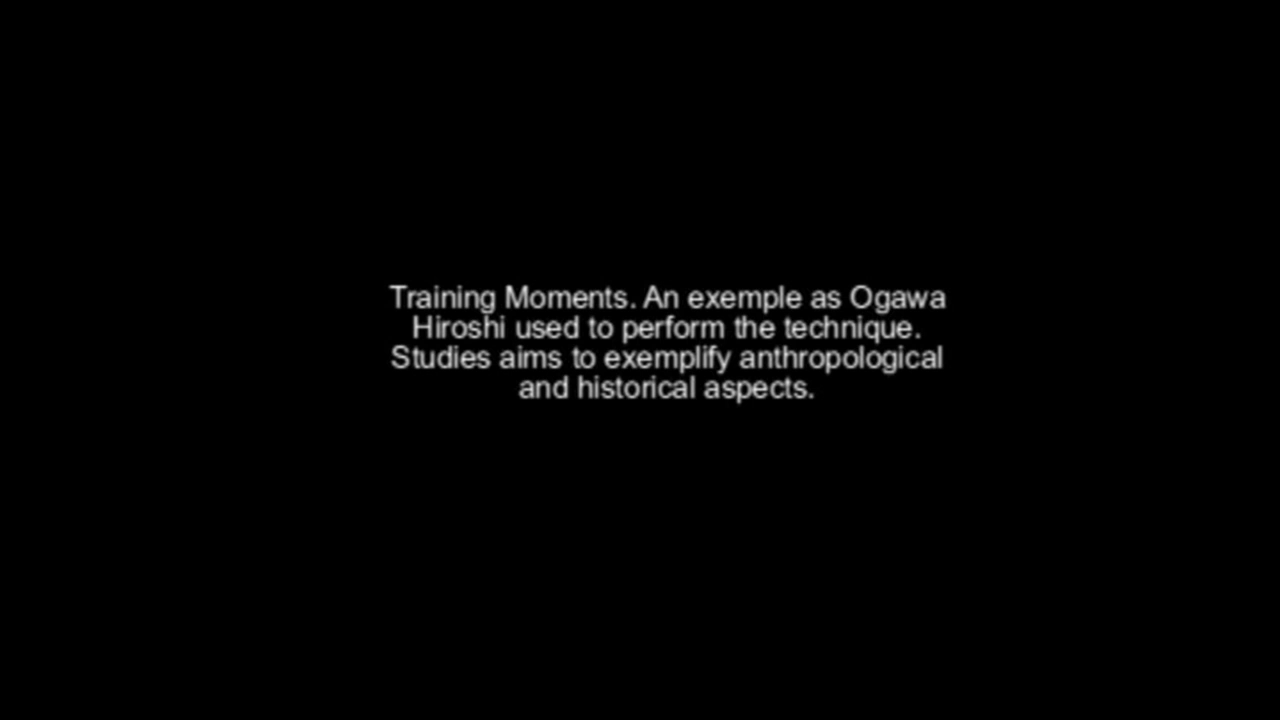 Training Moments. An exemple as Ogawa
Hiroshi used to perform the technique.
Studies aims to exemplify anthropological
and historical aspects.